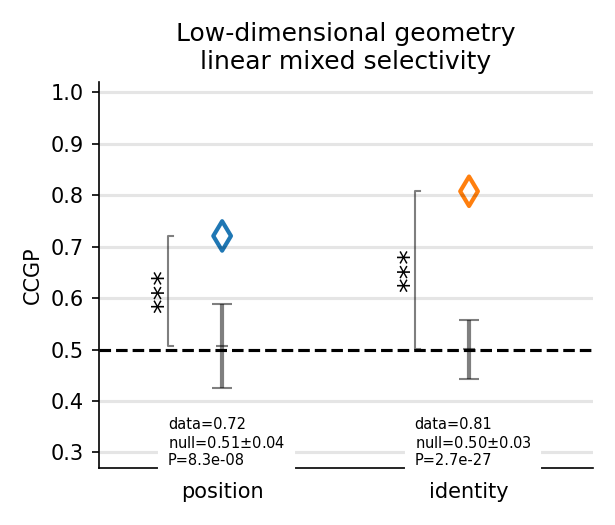 Low-dimensional geometry
linear mixed selectivity
CCGP
1.0
0.9
0.8
0.7
0.6
0.5
0.4
0.3
***
***
data=0.72
null=0.51±0.04
P=8.3e-08
data=0.81
null=0.50±0.03
P=2.7e-27
position
identity